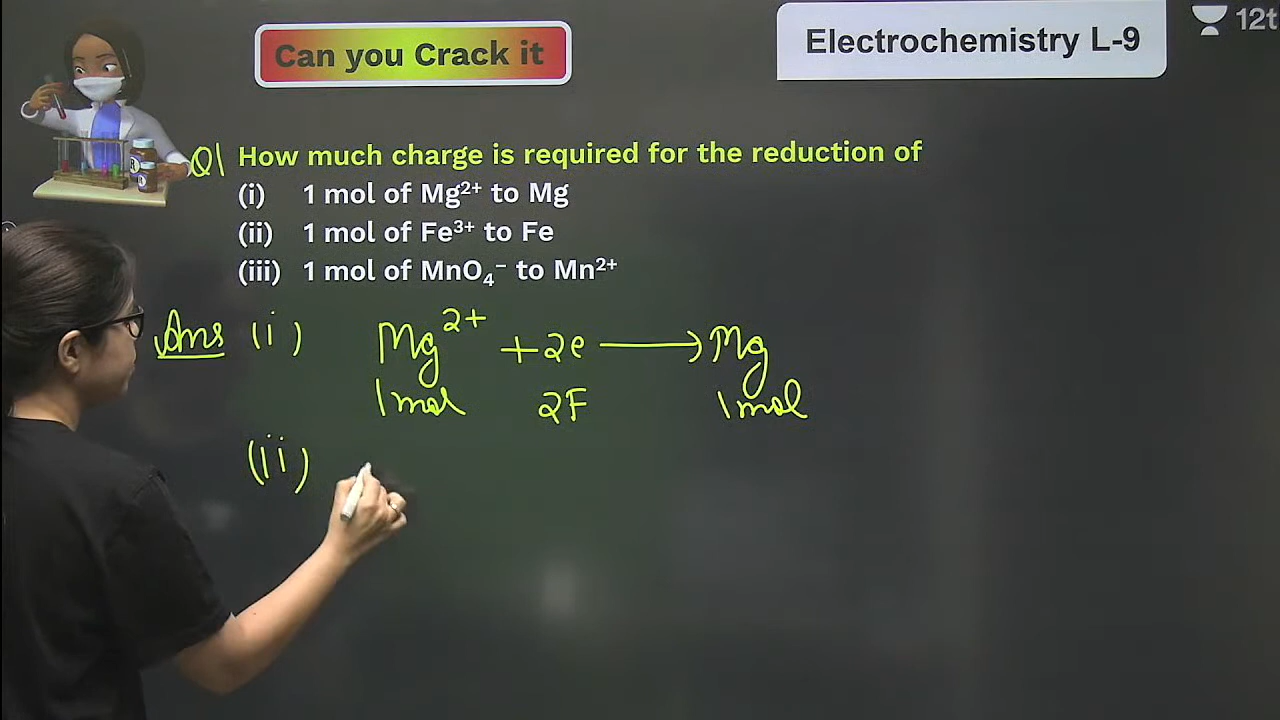 Can you Crack it
Electrochemistry L-9
12t
Q1 How much charge is required for the reduction of
(i) 1 mol of Mg²⁺ to Mg
(ii) 1 mol of Fe³⁺ to Fe
(iii) 1 mol of MnO₄⁻ to Mn²⁺
Ans (i) Mg²⁺ + 2e ⟶ Mg
1mol 2F 1mol
(ii)